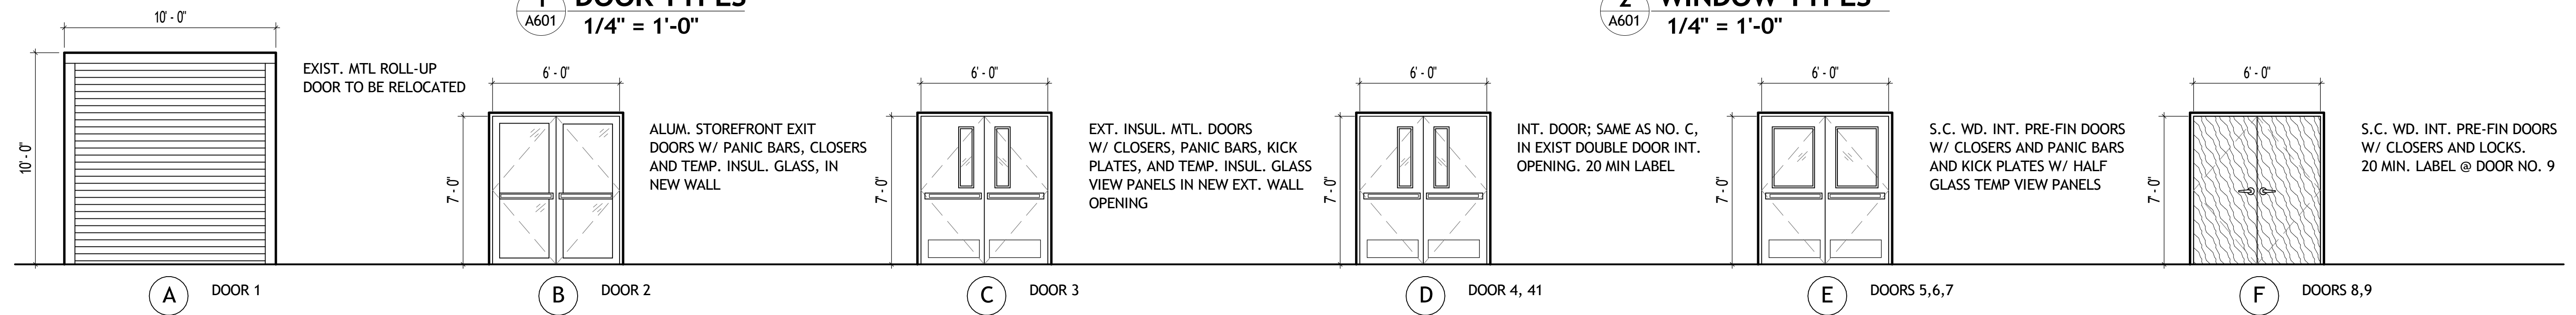 1 DOOR TYPES
A601 1/4" = 1'-0"
2 WINDOW TYPES
A601 1/4" = 1'-0"
10' - 0"
10' - 0"
EXIST. MTL ROLL-UP
DOOR TO BE RELOCATED
A DOOR 1
6' - 0"
7' - 0"
ALUM. STOREFRONT EXIT
DOORS W/ PANIC BARS, CLOSERS
AND TEMP. INSUL. GLASS, IN
NEW WALL
B DOOR 2
6' - 0"
7' - 0"
EXT. INSUL. MTL. DOORS
W/ CLOSERS, PANIC BARS, KICK
PLATES, AND TEMP. INSUL. GLASS
VIEW PANELS IN NEW EXT. WALL
OPENING
C DOOR 3
6' - 0"
7' - 0"
INT. DOOR; SAME AS NO. C,
IN EXIST DOUBLE DOOR INT.
OPENING. 20 MIN LABEL
D DOOR 4, 41
6' - 0"
7' - 0"
S.C. WD. INT. PRE-FIN DOORS
W/ CLOSERS AND PANIC BARS
AND KICK PLATES W/ HALF
GLASS TEMP VIEW PANELS
E DOORS 5,6,7
6' - 0"
7' - 0"
S.C. WD. INT. PRE-FIN DOORS
W/ CLOSERS AND LOCKS.
20 MIN. LABEL @ DOOR NO. 9
F DOORS 8,9